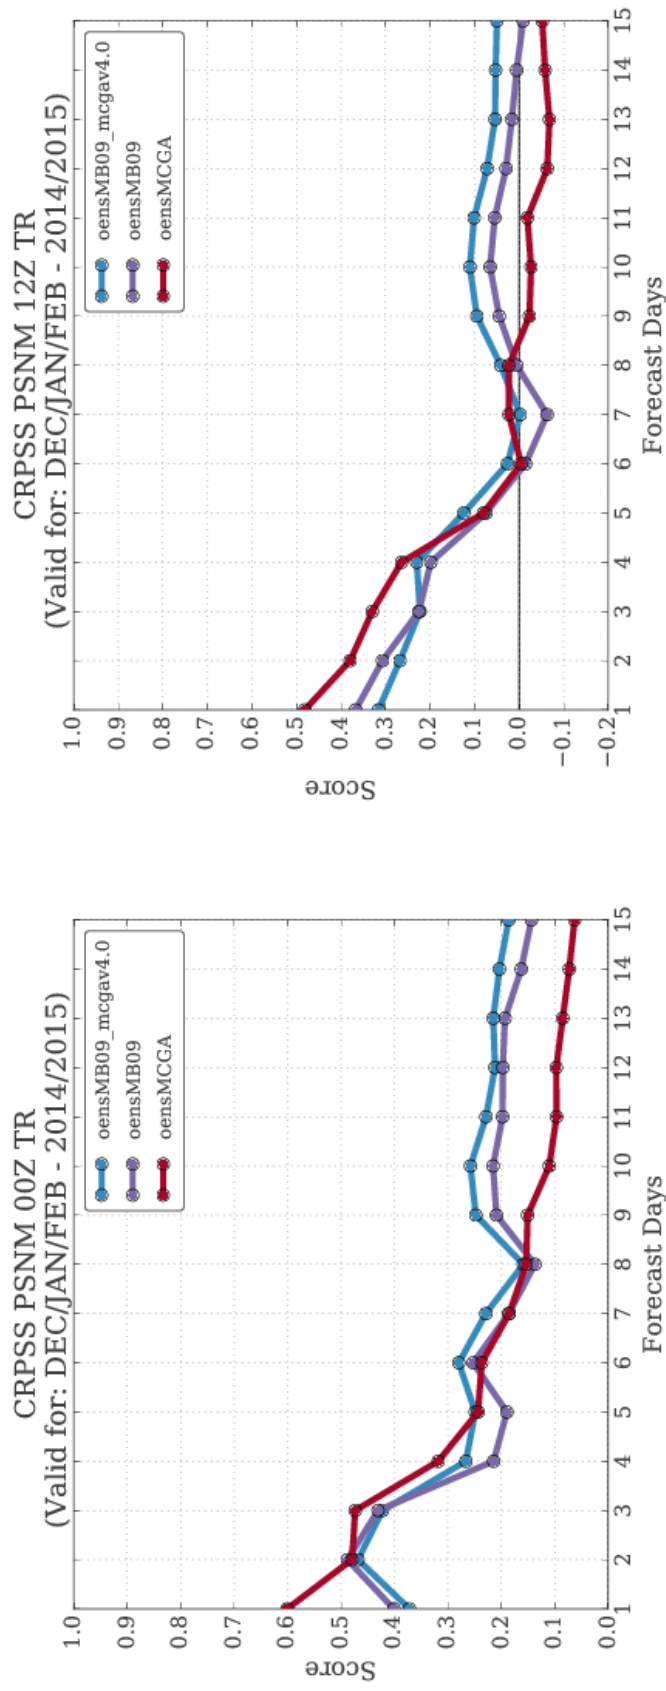 CRPSS PSNM 00Z TR
(Valid for: DEC/JAN/FEB - 2014/2015)
1.0
0.9
0.8
0.7
0.6
0.5
0.4
0.3
0.2
0.1
0.0
Score
oensMB09_mcgav4.0
oensMB09
oensMCGA
1 2 3 4 5 6 7 8 9 10 11 12 13 14 15
Forecast Days
CRPSS PSNM 12Z TR
(Valid for: DEC/JAN/FEB - 2014/2015)
1.0
0.9
0.8
0.7
0.6
0.5
0.4
0.3
0.2
0.1
0.0
−0.1
−0.2
Score
oensMB09_mcgav4.0
oensMB09
oensMCGA
1 2 3 4 5 6 7 8 9 10 11 12 13 14 15
Forecast Days